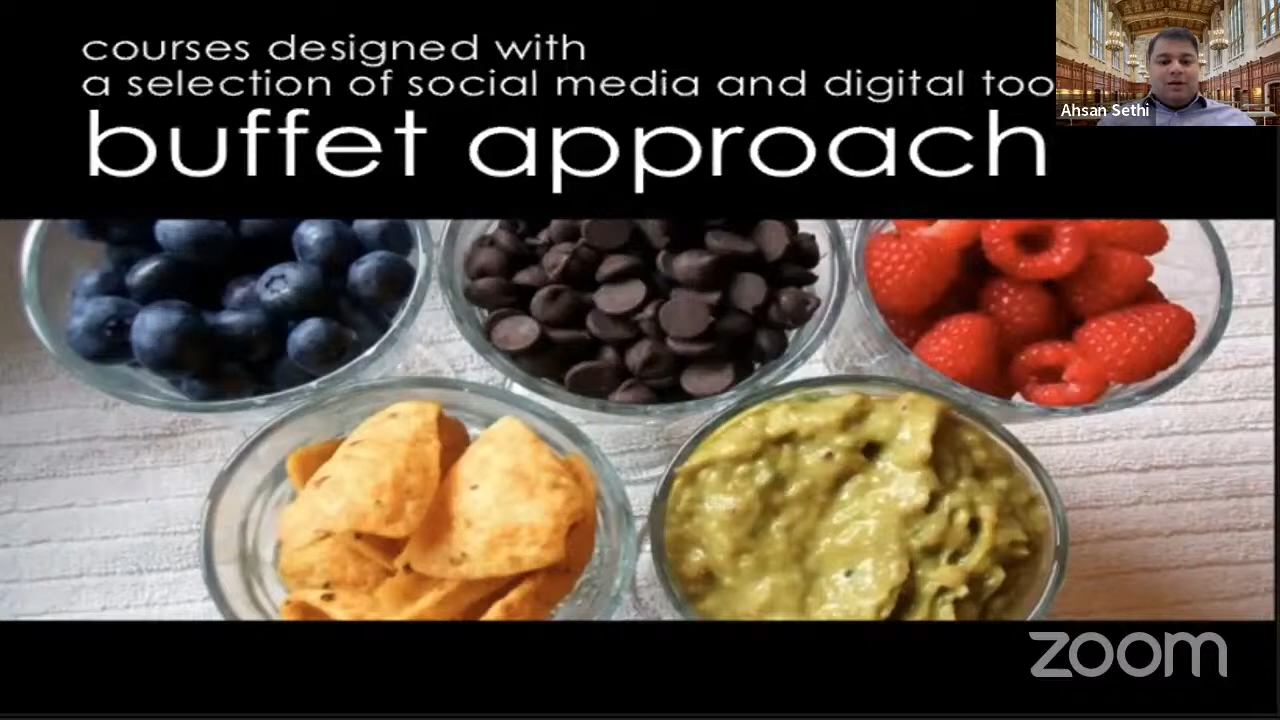 courses designed with
a selection of social media and digital too
buffet approach
Ahsan Sethi
zoom